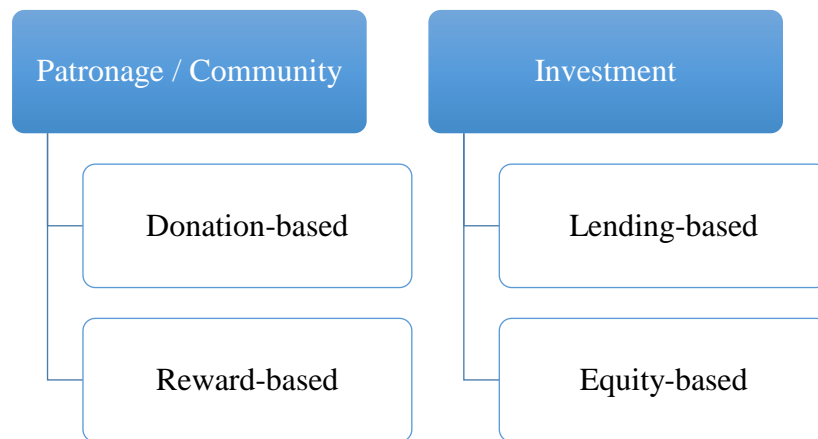 Patronage / Community
Donation-based
Reward-based
Investment
Lending-based
Equity-based